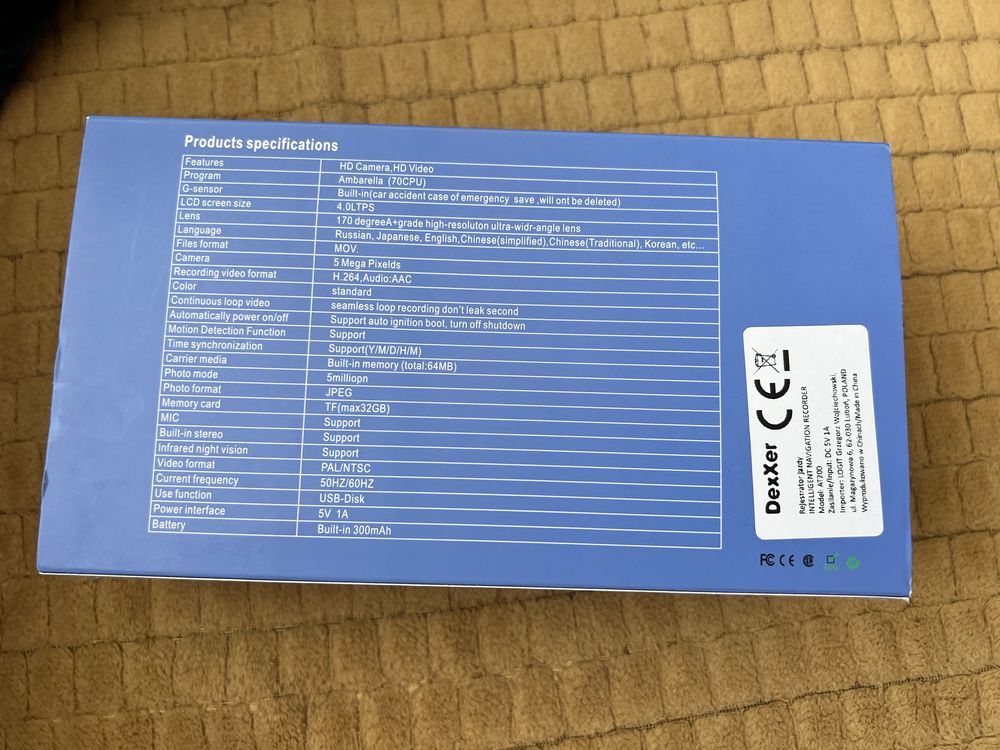 Products specifications
Features HD Camera,HD Video
Program Ambarella (70CPU)
G-sensor Built-in(car accident case of emergency save ,will ont be deleted)
LCD screen size 4.0LTPS
Lens 170 degreeA+grade high-resoluton ultra-widr-angle lens
Language Russian, Japanese, English,Chinese(simplified),Chinese(Traditional), Korean, etc...
Files format MOV.
Camera 5 Mega Pixelds
Recording video format H.264,Audio:AAC
Color standard
Continuous loop video seamless loop recording don't leak second
Automatically power on/off Support auto ignition boot, turn off shutdown
Motion Detection Function Support
Time synchronization Support(Y/M/D/H/M)
Carrier media Built-in memory (total:64MB)
Photo mode 5milliopn
Photo format JPEG
Memory card TF(max32GB)
MIC Support
Built-in stereo Support
Infrared night vision Support
Video format PAL/NTSC
Current frequency 50HZ/60HZ
Use function USB-Disk
Power interface 5V 1A
Battery Built-in 300mAh
DexXer CE
Rejestrator jazdy
INTELLIGENT NAVIGATION RECORDER
Model: AT200
Zasilanie/Input: DC 5V 1A
Importer: LOGIT Grzegorz Wojciechowski,
ul. Magazynowa 6, 62-030 Luboń, POLAND
Wyprodukowano w Chinach/Made in China
FC CE